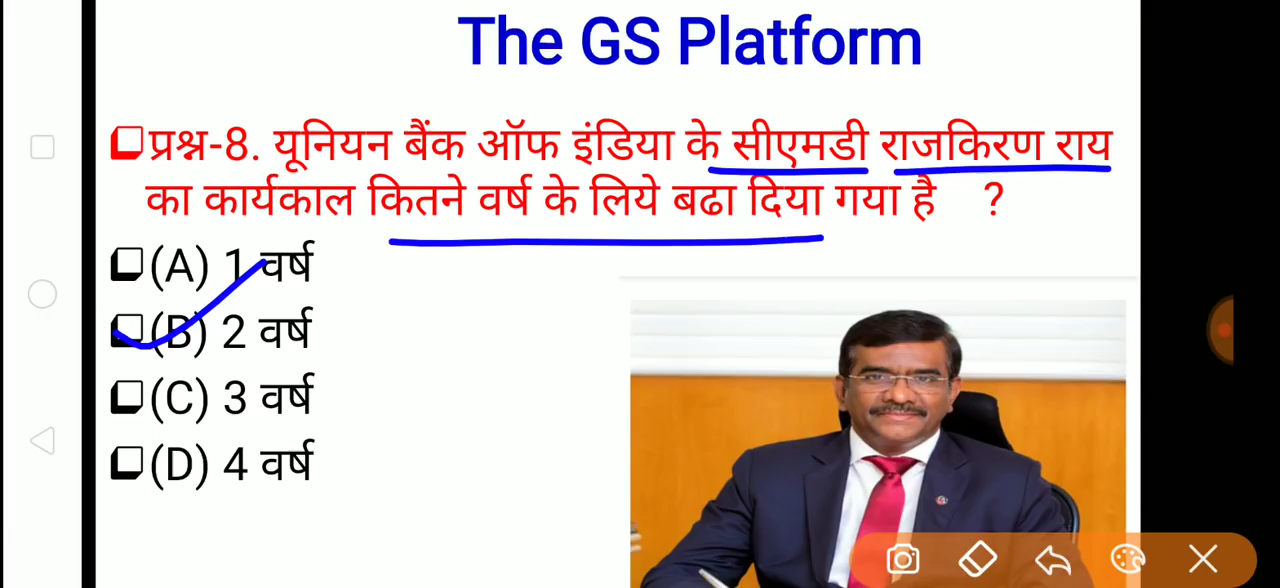 The GS Platform
प्रश्न-8. यूनियन बैंक ऑफ इंडिया के सीएमडी राजकिरण राय
का कार्यकाल कितने वर्ष के लिये बढा दिया गया है ?
(A) 1 वर्ष
(B) 2 वर्ष
(C) 3 वर्ष
(D) 4 वर्ष